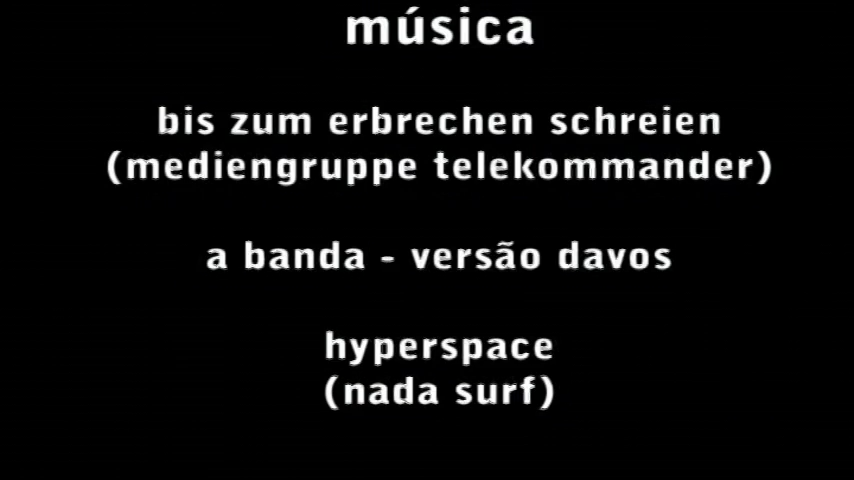 música
bis zum erbrechen schreien
(mediengruppe telekommander)
a banda - versão davos
hyperspace
(nada surf)